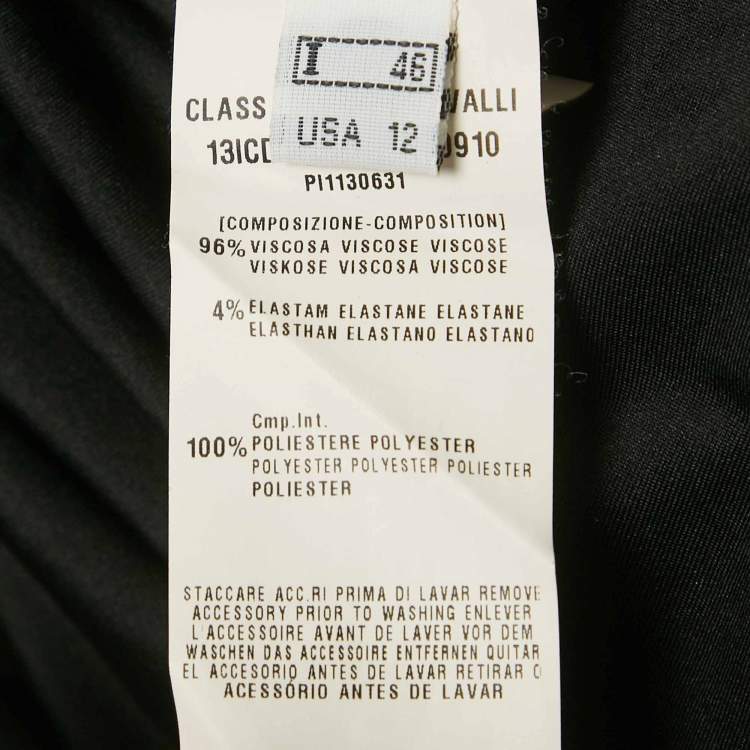 I 46
USA 12
CLASS VALLI
13IC 0910
PI1130631
[COMPOSIZIONE-COMPOSITION]
96% VISCOSA VISCOSE VISCOSE
VISKOSE VISCOSA VISCOSE
4% ELASTAM ELASTANE ELASTANE
ELASTHAN ELASTANO ELASTANO
Cmp.Int.
100% POLIESTERE POLYESTER
POLYESTER POLYESTER POLIESTER
POLIESTER
STACCARE ACC.RI PRIMA DI LAVAR REMOVE
ACCESSORY PRIOR TO WASHING ENLEVER
L'ACCESSOIRE AVANT DE LAVER VOR DEM
WASCHEN DAS ACCESSOIRE ENTFERNEN QUITAR
EL ACCESORIO ANTES DE LAVAR RETIRAR O
ACESSÓRIO ANTES DE LAVAR